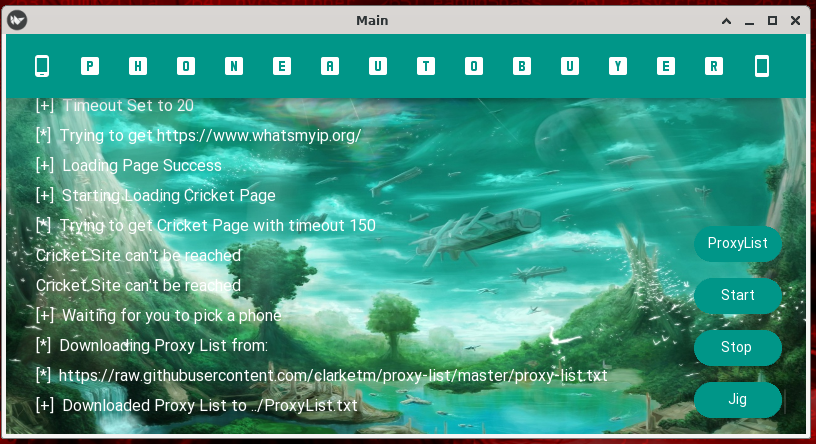 Main
P H O N E A U T O B U Y E R
[+] Timeout Set to 20
[*] Trying to get https://www.whatsmyip.org/
[+] Loading Page Success
[+] Starting Loading Cricket Page
[*] Trying to get Cricket Page with timeout 150
Cricket Site can't be reached
Cricket Site can't be reached
[+] Waiting for you to pick a phone
[*] Downloading Proxy List from:
[*] https://raw.githubusercontent.com/clarketm/proxy-list/master/proxy-list.txt
[+] Downloaded Proxy List to ../ProxyList.txt
ProxyList
Start
Stop
Jig